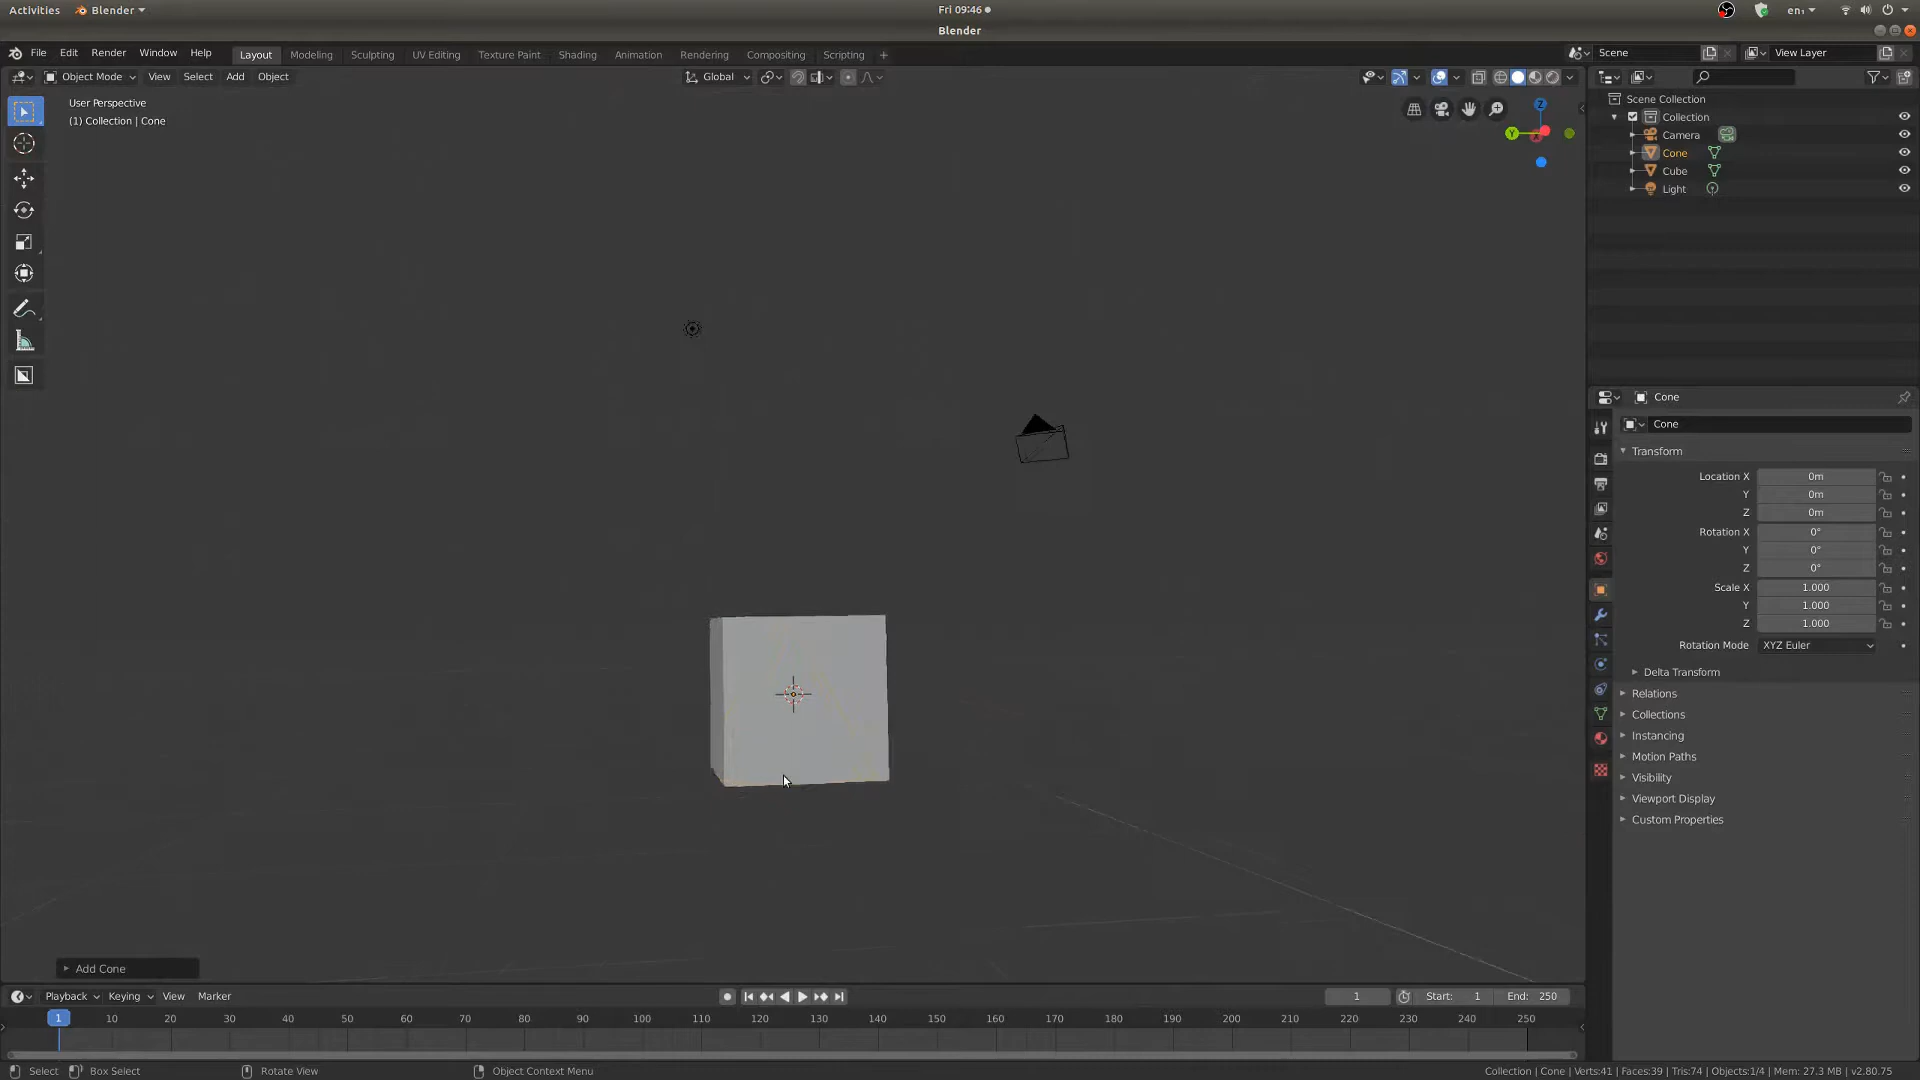 Activities Blender Fri 09:46 en₁
Blender
File Edit Render Window Help Layout Modeling Sculpting UV Editing Texture Paint Shading Animation Rendering Compositing Scripting + Scene View Layer
Object Mode View Select Add Object Global
User Perspective
(1) Collection | Cone
Z
Y
Scene Collection
Collection
Camera
Cone
Cube
Light
Cone
Cone
Transform
Location X 0m
Y 0m
Z 0m
Rotation X 0°
Y 0°
Z 0°
Scale X 1.000
Y 1.000
Z 1.000
Rotation Mode XYZ Euler
Delta Transform
Relations
Collections
Instancing
Motion Paths
Visibility
Viewport Display
Custom Properties
Add Cone
Playback Keying View Marker 1 Start: 1 End: 250
1 10 20 30 40 50 60 70 80 90 100 110 120 130 140 150 160 170 180 190 200 210 220 230 240 250
Select Box Select Rotate View Object Context Menu Collection | Cone | Verts:41 | Faces:39 | Tris:74 | Objects:1/4 | Mem: 27.3 MB | v2.80.75